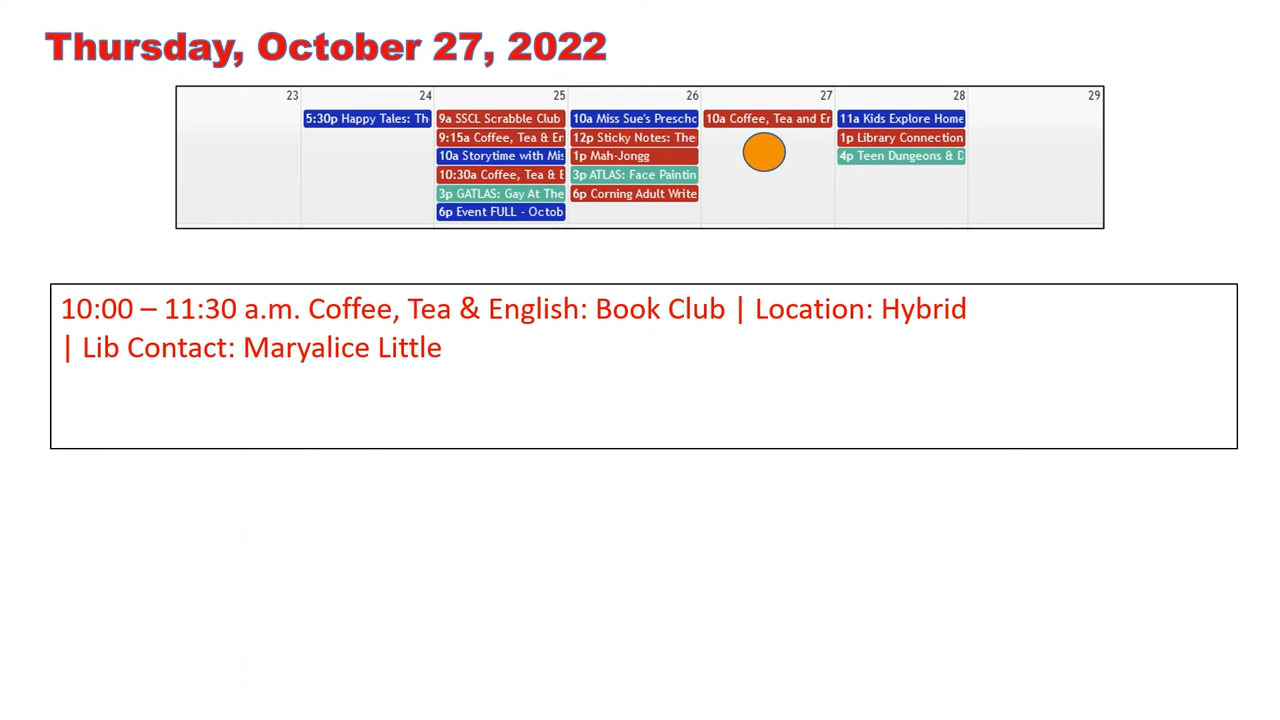 Thursday, October 27, 2022
23 24 25 26 27 28 29
5:30p Happy Tales: Th
9a SSCL Scrabble Club
9:15a Coffee, Tea & En
10a Storytime with Mis
10:30a Coffee, Tea & E
3p GATLAS: Gay At The
6p Event FULL - Octob
10a Miss Sue's Prescho
12p Sticky Notes: The
1p Mah-Jongg
3p ATLAS: Face Paintin
6p Corning Adult Write
10a Coffee, Tea and En
11a Kids Explore Home
1p Library Connection
4p Teen Dungeons & D
10:00 – 11:30 a.m. Coffee, Tea & English: Book Club | Location: Hybrid
| Lib Contact: Maryalice Little